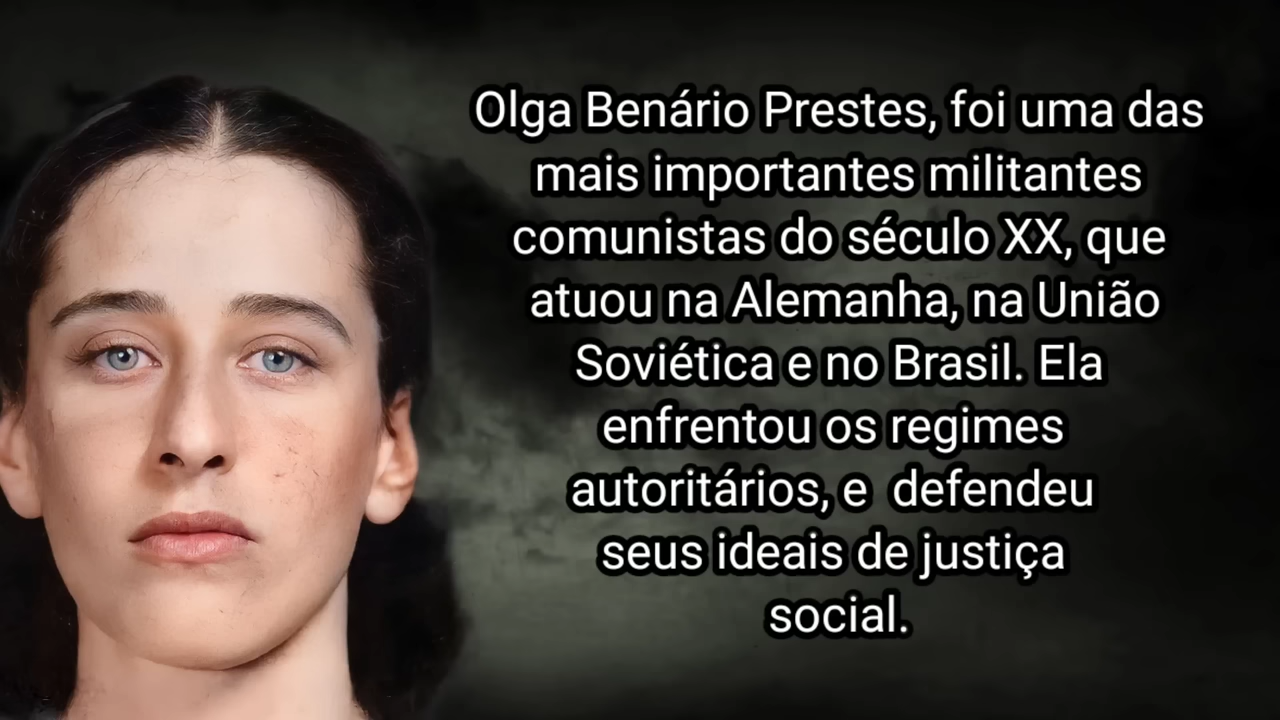 Olga Benário Prestes, foi uma das
mais importantes militantes
comunistas do século XX, que
atuou na Alemanha, na União
Soviética e no Brasil. Ela
enfrentou os regimes
autoritários, e  defendeu
seus ideais de justiça
social.